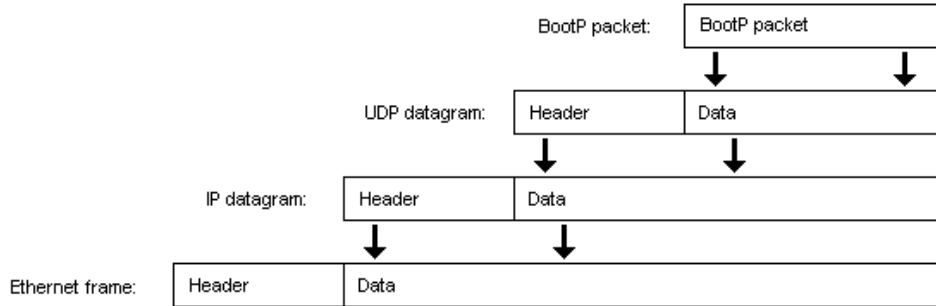 BootP packet: BootP packet
UDP datagram: Header Data
IP datagram: Header Data
Ethernet frame: Header Data